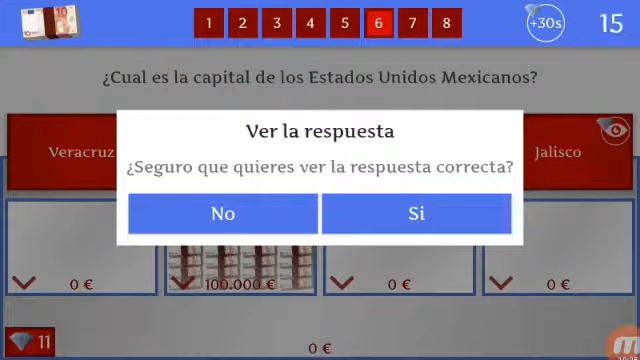 1 2 3 4 5 6 7 8 +30s 15
¿Cual es la capital de los Estados Unidos Mexicanos?
Ver la respuesta
¿Seguro que quieres ver la respuesta correcta?
Veracruz Jalisco
No Si
0 € 100.000 € 0 € 0 €
11
0 €